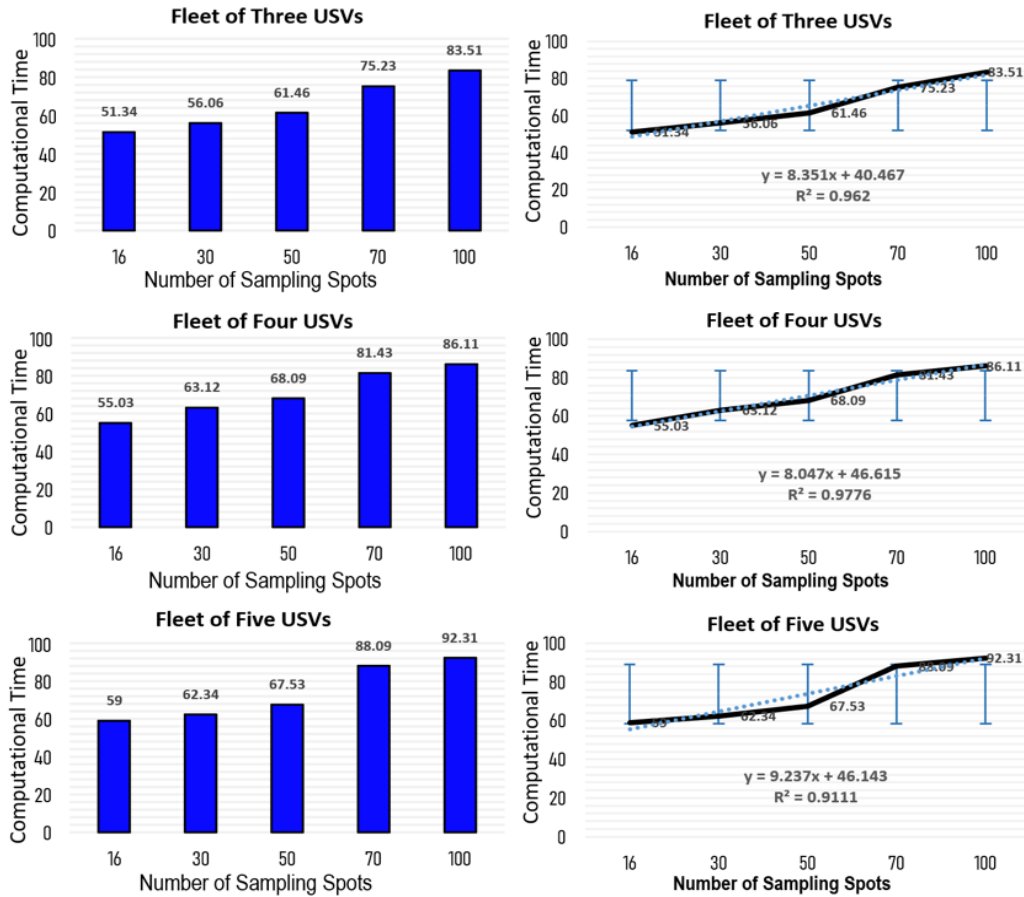 Fleet of Three USVs
Computational Time
100
80
60
40
20
0
51.34
56.06
61.46
75.23
83.51
16 30 50 70 100
Number of Sampling Spots
Fleet of Three USVs
Computational Time
100
80
60
40
20
0
51.34
56.06
61.46
75.23
83.51
y = 8.351x + 40.467
R² = 0.962
16 30 50 70 100
Number of Sampling Spots
Fleet of Four USVs
Computational Time
100
80
60
40
20
0
55.03
63.12
68.09
81.43
86.11
16 30 50 70 100
Number of Sampling Spots
Fleet of Four USVs
Computational Time
100
80
60
40
20
0
55.03
63.12
68.09
81.43
86.11
y = 8.047x + 46.615
R² = 0.9776
16 30 50 70 100
Number of Sampling Spots
Fleet of Five USVs
Computational Time
100
80
60
40
20
0
59
62.34
67.53
88.09
92.31
16 30 50 70 100
Number of Sampling Spots
Fleet of Five USVs
Computational Time
100
80
60
40
20
0
59
62.34
67.53
88.09
92.31
y = 9.237x + 46.143
R² = 0.9111
16 30 50 70 100
Number of Sampling Spots